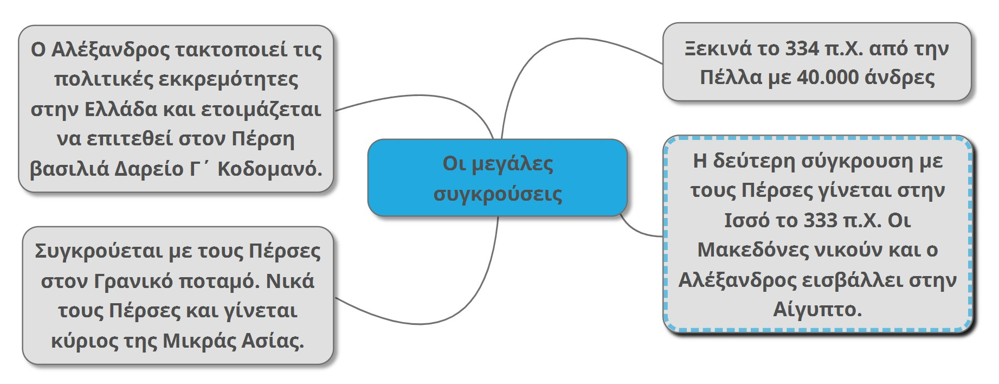 Ο Αλέξανδρος τακτοποιεί τις
πολιτικές εκκρεμότητες
στην Ελλάδα και ετοιμάζεται
να επιτεθεί στον Πέρση
βασιλιά Δαρείο Γ΄ Κοδομανό.
Ξεκινά το 334 π.Χ. από την
Πέλλα με 40.000 άνδρες
Οι μεγάλες
συγκρούσεις
Συγκρούεται με τους Πέρσες
στον Γρανικό ποταμό. Νικά
τους Πέρσες και γίνεται
κύριος της Μικράς Ασίας.
Η δεύτερη σύγκρουση με
τους Πέρσες γίνεται στην
Ισσό το 333 π.Χ. Οι
Μακεδόνες νικούν και ο
Αλέξανδρος εισβάλλει στην
Αίγυπτο.